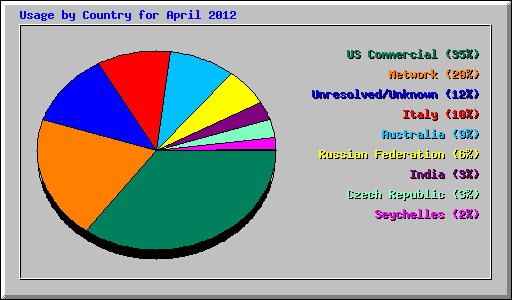 Usage by Country for April 2012
US Commercial (35%)
Network (20%)
Unresolved/Unknown (12%)
Italy (10%)
Australia (9%)
Russian Federation (6%)
India (3%)
Czech Republic (3%)
Seychelles (2%)